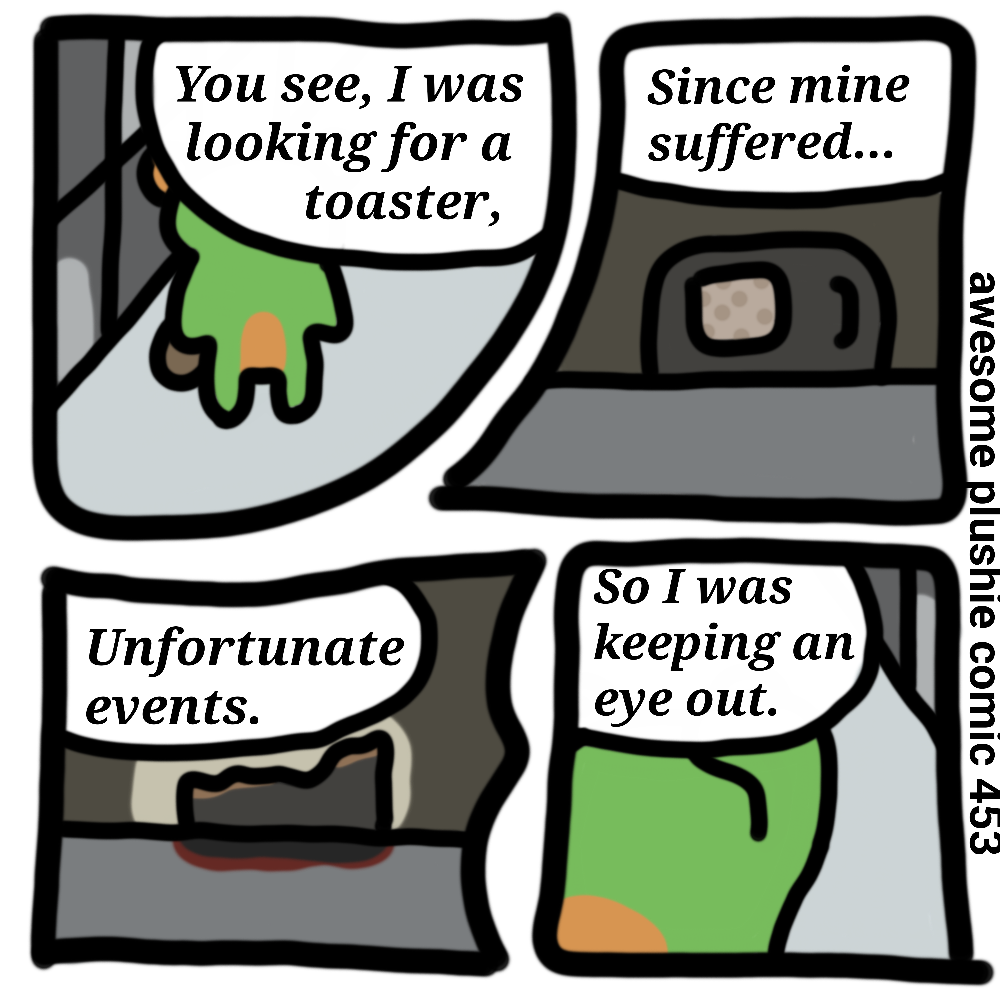 You see, I was
looking for a
toaster,
Since mine
suffered...
Unfortunate
events.
So I was
keeping an
eye out.
awesome plushie comic 453